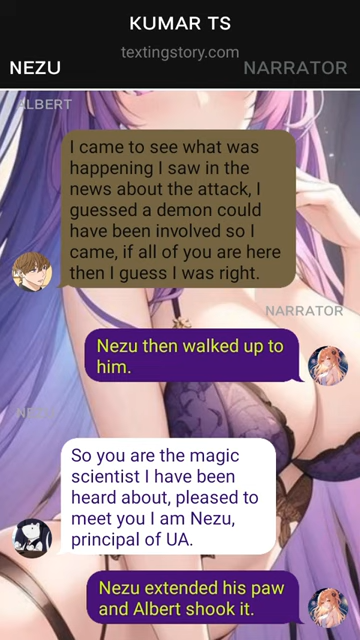 KUMAR TS
textingstory.com
NEZU
NARRATOR
ALBERT
I came to see what was
happening I saw in the
news about the attack, I
guessed a demon could
have been involved so I
came, if all of you are here
then I guess I was right.
NARRATOR
Nezu then walked up to
him.
NEZU
So you are the magic
scientist I have been
heard about, pleased to
meet you I am Nezu,
principal of UA.
Nezu extended his paw
and Albert shook it.